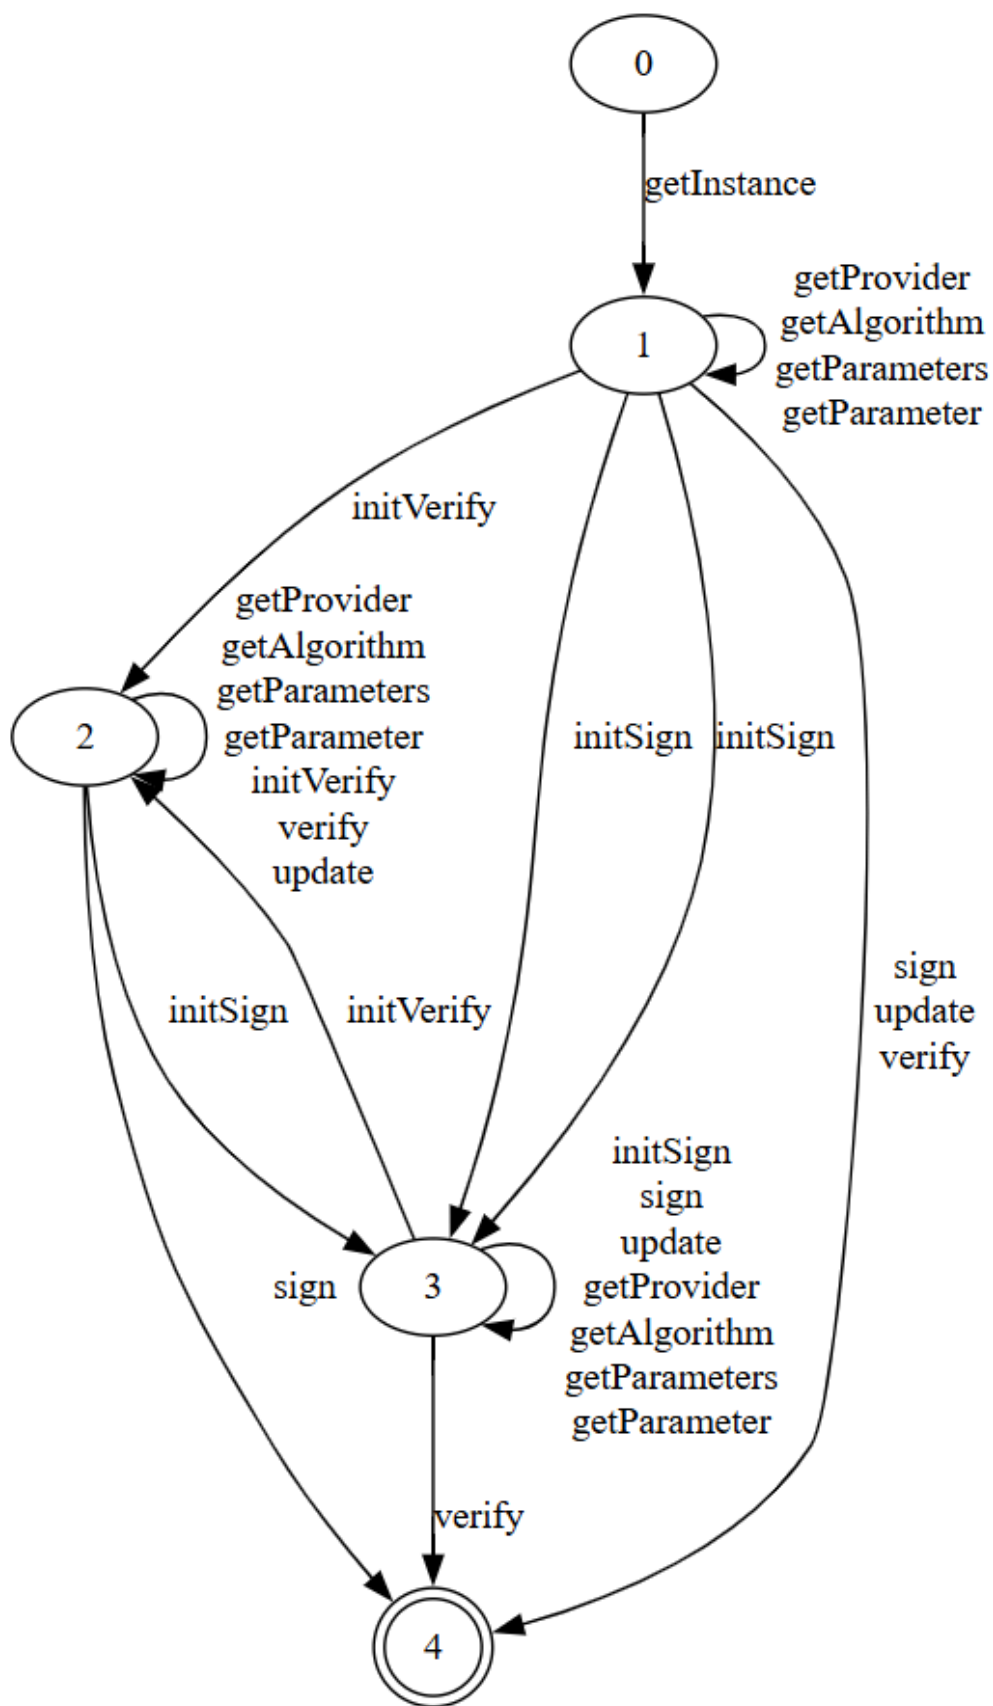 0
getInstance
getProvider
getAlgorithm
getParameters
getParameter
1
initVerify
getProvider
getAlgorithm
getParameters
getParameter
initVerify
verify
update
2
initSign
initSign
sign
update
verify
initSign
initVerify
initSign
sign
update
getProvider
getAlgorithm
getParameters
getParameter
sign
3
verify
4